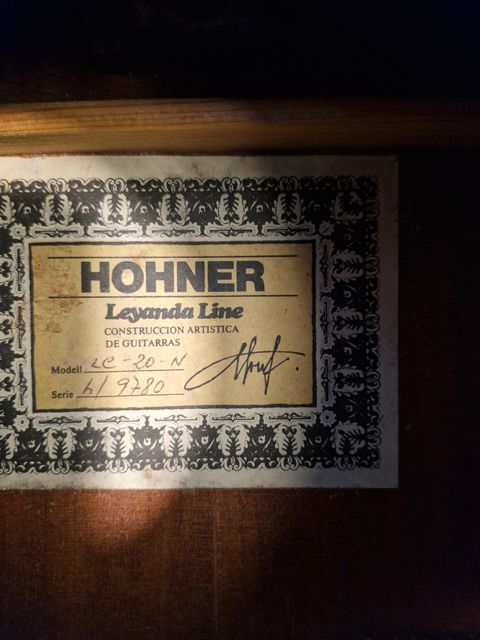 HOHNER
Leyanda Line
CONSTRUCCION ARTISTICA
DE GUITARRAS
Modell LC-20-N
Serie h/9780